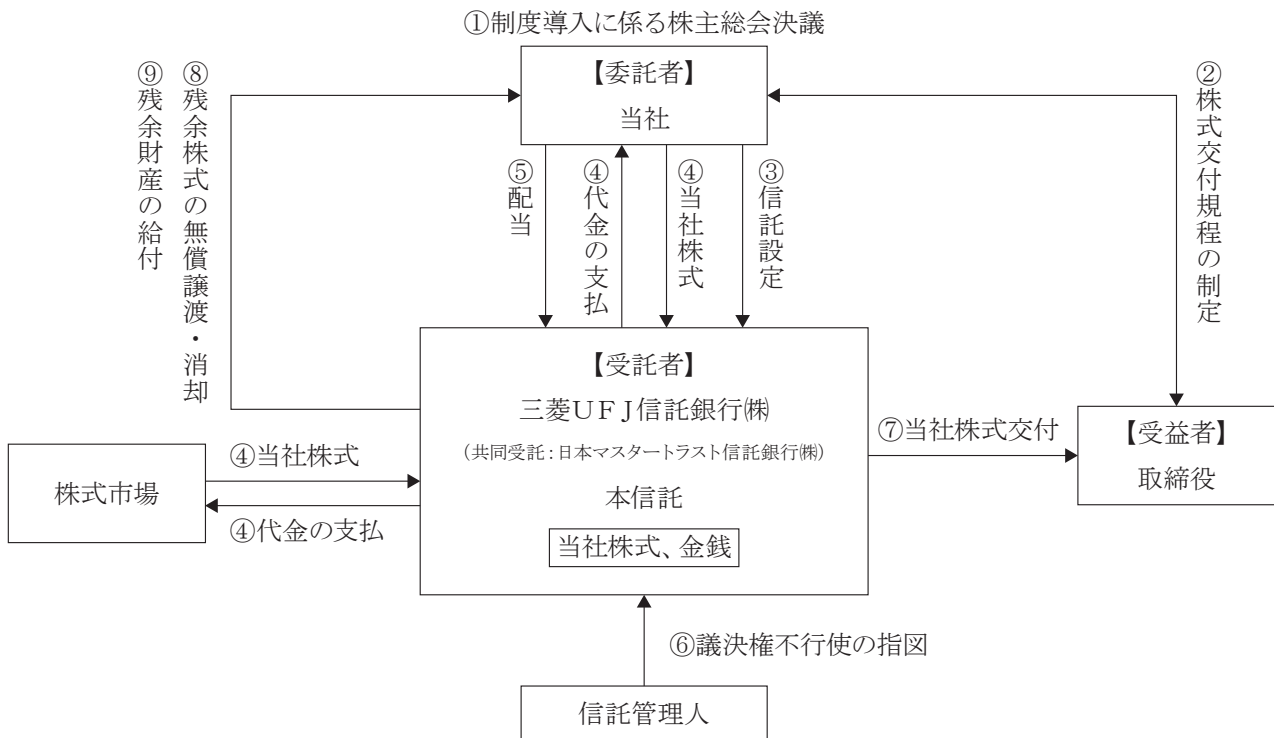 ①制度導入に係る株主総会決議
【委託者】
当社
⑨残余財産の給付
⑧残余株式の無償譲渡・消却
⑤配当
④代金の支払
④当社株式
③信託設定
②株式交付規程の制定
【受託者】
三菱UFJ信託銀行㈱
(共同受託:日本マスタートラスト信託銀行㈱)
本信託
当社株式、金銭
株式市場
④当社株式
④代金の支払
⑦当社株式交付
【受益者】
取締役
⑥議決権不行使の指図
信託管理人